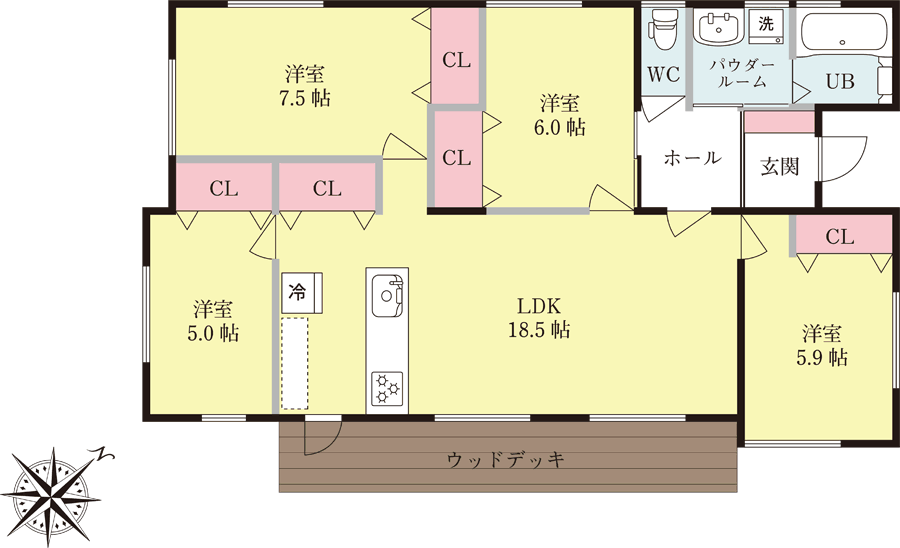 洋室
7.5 帖
CL
洋室
6.0 帖
WC
パウダー
ルーム
洗
UB
CL
ホール
玄関
CL
CL
CL
洋室
5.0 帖
冷
LDK
18.5 帖
洋室
5.9 帖
ウッドデッキ
N